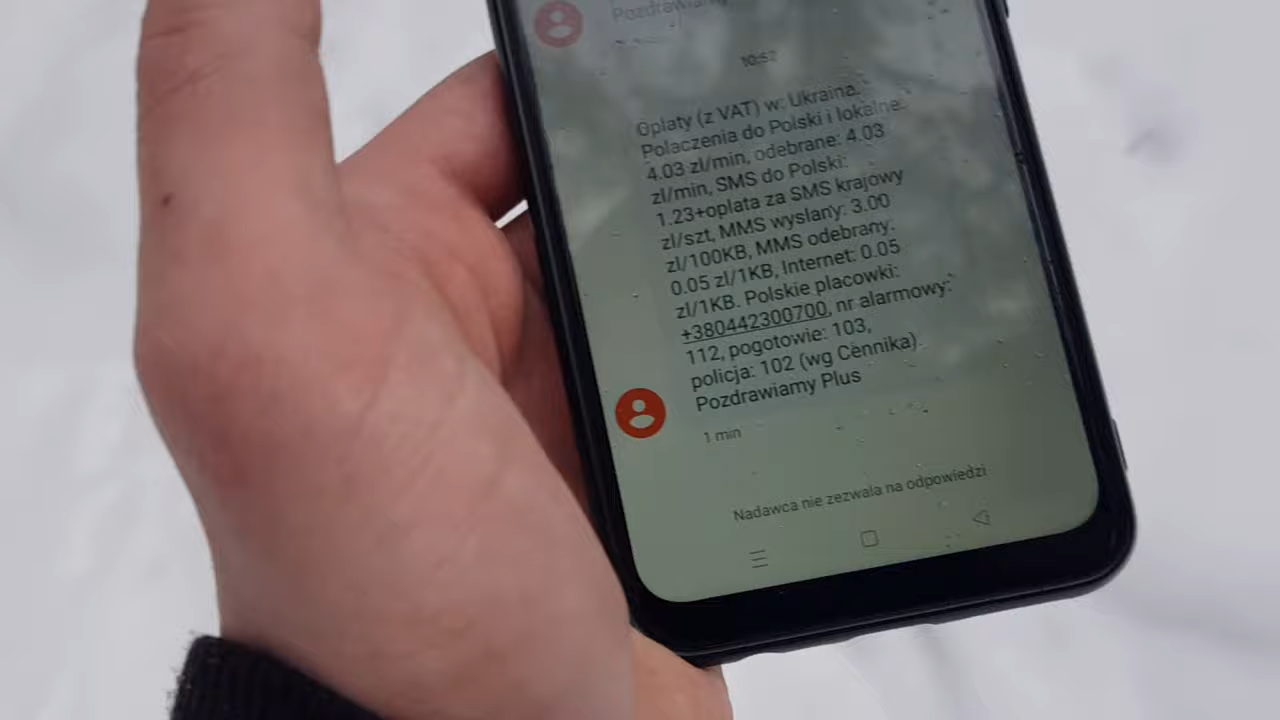 Pozdrawiamy
10:52
Opłaty (z VAT) w: Ukraina.
Polaczenia do Polski i lokalne:
4.03 zl/min, odebrane: 4.03
zl/min, SMS do Polski:
1.23+oplata za SMS krajowy
zl/szt, MMS wyslany: 3.00
zl/100KB, MMS odebrany:
0.05 zl/1KB, Internet: 0.05
zl/1KB. Polskie placowki:
+380442300700, nr alarmowy:
112, pogotowie: 103,
policja: 102 (wg Cennika).
Pozdrawiamy Plus
1 min
Nadawca nie zezwala na odpowiedzi